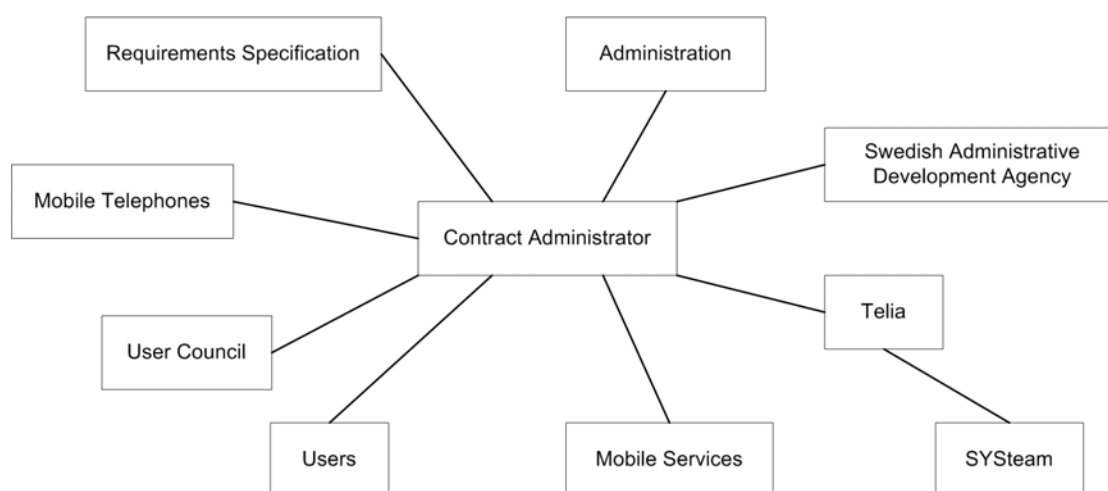 Requirements Specification
Administration
Swedish Administrative
Development Agency
Mobile Telephones
Contract Administrator
Telia
User Council
Users
Mobile Services
SYSteam